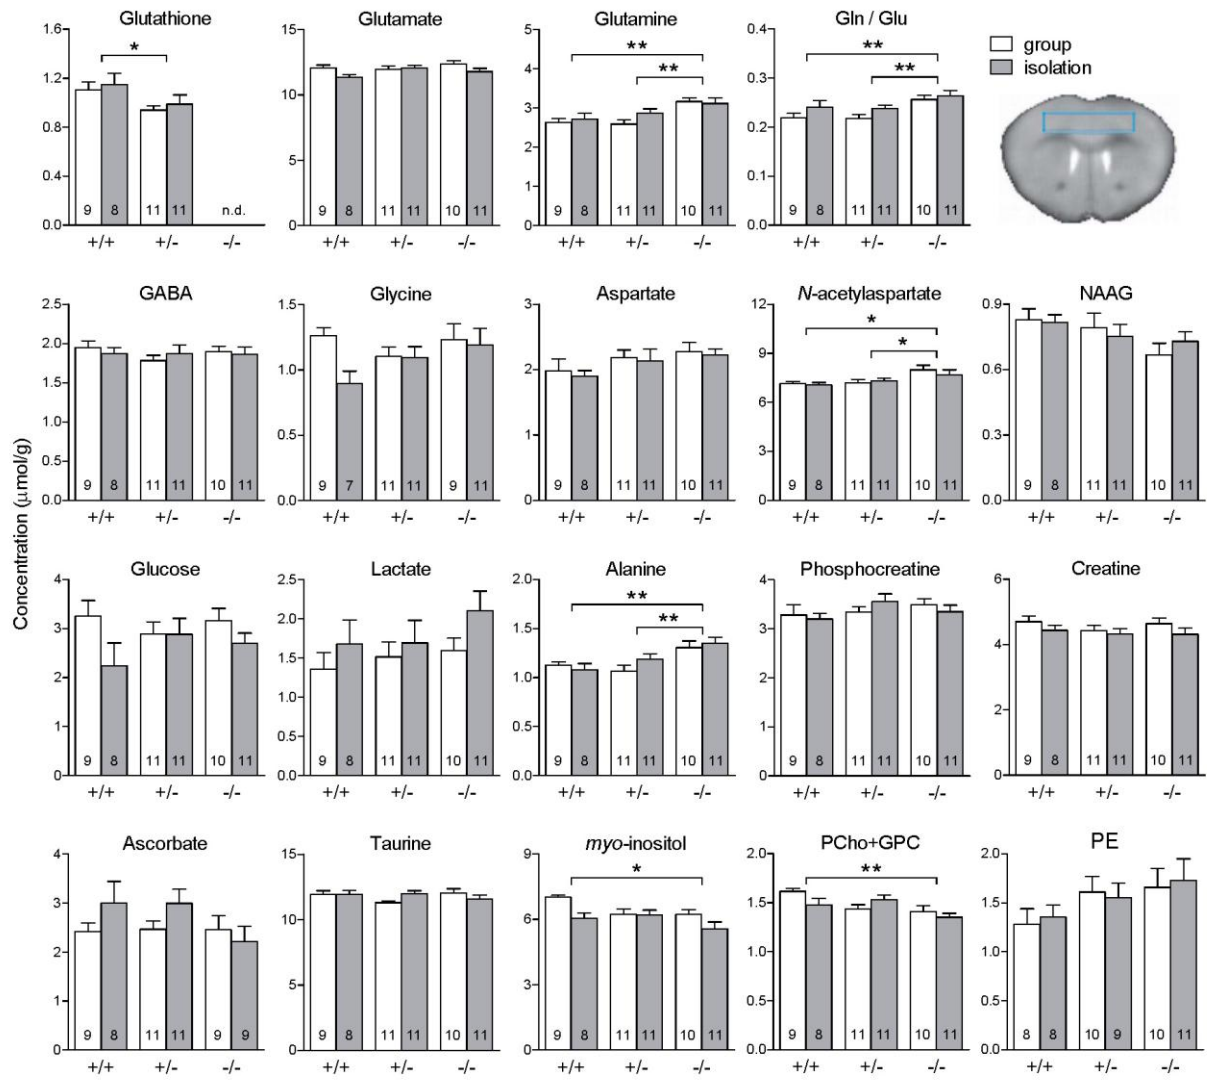 Glutathione
1.6
1.2
0.8
0.4
0.0
*
9 8 11 11 n.d.
+/+ +/- -/-
Glutamate
15
10
5
0
9 8 11 11 10 11
+/+ +/- -/-
Glutamine
5
4
3
2
1
0
**
**
9 8 11 11 10 11
+/+ +/- -/-
Gln / Glu
0.4
0.3
0.2
0.1
0.0
**
**
9 8 11 11 10 11
+/+ +/- -/-
group
isolation
Concentration (μmol/g)
GABA
2.5
2.0
1.5
1.0
0.5
0.0
9 8 11 11 10 11
+/+ +/- -/-
Glycine
1.5
1.0
0.5
0.0
9 7 11 11 9 11
+/+ +/- -/-
Aspartate
3
2
1
0
9 8 11 11 10 11
+/+ +/- -/-
N-acetylaspartate
12
9
6
3
0
*
*
9 8 11 11 10 11
+/+ +/- -/-
NAAG
0.9
0.6
0.3
0.0
9 8 11 11 10 11
+/+ +/- -/-
Glucose
4
3
2
1
0
9 8 11 11 10 11
+/+ +/- -/-
Lactate
2.5
2.0
1.5
1.0
0.5
0.0
9 8 11 11 10 11
+/+ +/- -/-
Alanine
2.0
1.5
1.0
0.5
0.0
**
**
9 8 11 11 10 11
+/+ +/- -/-
Phosphocreatine
4
3
2
1
0
9 8 11 11 10 11
+/+ +/- -/-
Creatine
6
4
2
0
9 8 11 11 10 11
+/+ +/- -/-
Ascorbate
4
3
2
1
0
9 8 11 11 9 9
+/+ +/- -/-
Taurine
15
10
5
0
9 8 11 11 10 11
+/+ +/- -/-
myo-inositol
9
6
3
0
*
9 8 11 11 10 11
+/+ +/- -/-
PCho+GPC
2.0
1.5
1.0
0.5
0.0
**
9 8 11 11 10 11
+/+ +/- -/-
PE
2.0
1.5
1.0
0.5
0.0
8 8 10 9 10 11
+/+ +/- -/-